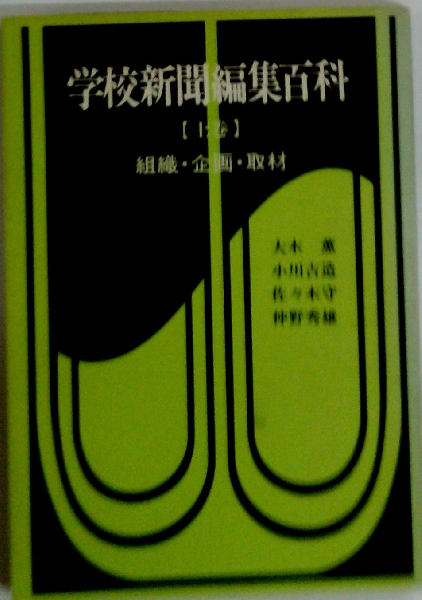 学校新聞編集百科
【上巻】
組織・企画・取材
大木 薫
小川吉造
佐々木守
仲野秀雄